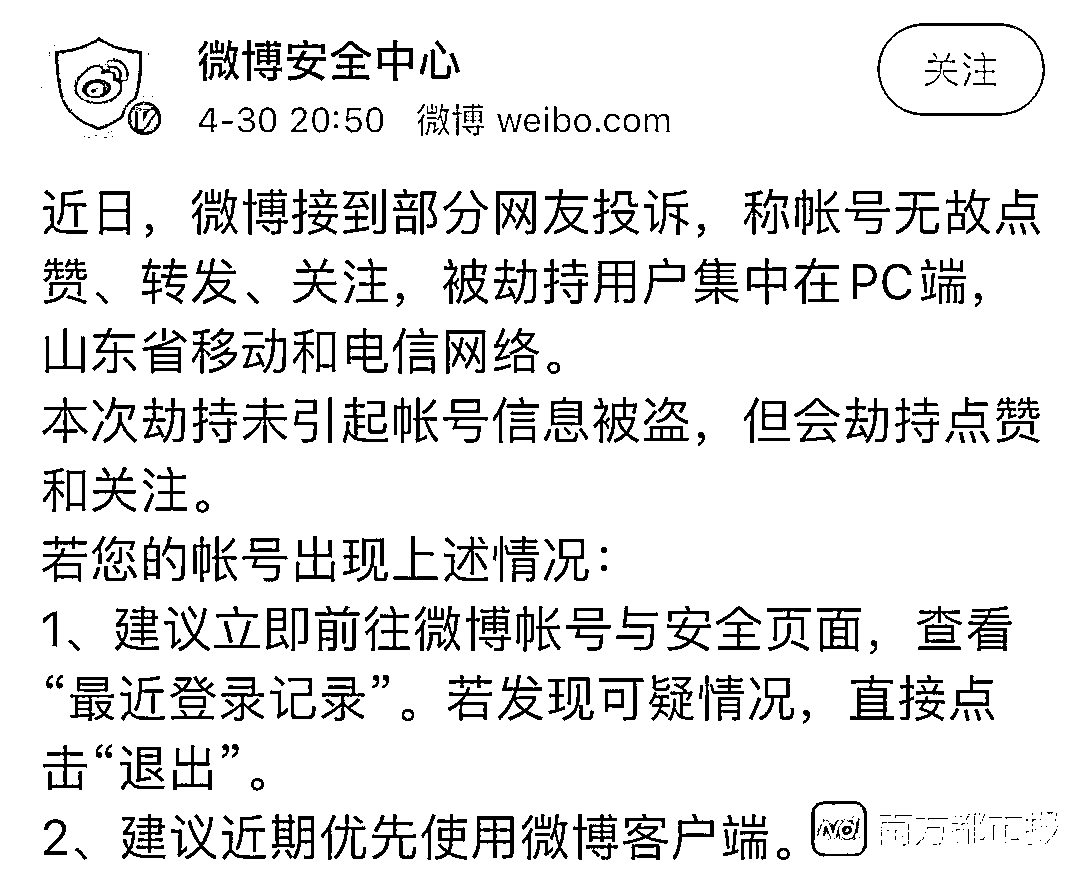 微博安全中心
关注
4-30 20:50 微博 weibo.com
近日，微博接到部分网友投诉，称帐号无故点
赞、转发、关注，被劫持用户集中在PC端，
山东省移动和电信网络。
本次劫持未引起帐号信息被盗，但会劫持点赞
和关注。
若您的帐号出现上述情况：
1、建议立即前往微博帐号与安全页面，查看
“最近登录记录”。若发现可疑情况，直接点
击“退出”。
2、建议近期优先使用微博客户端。
南方都市报